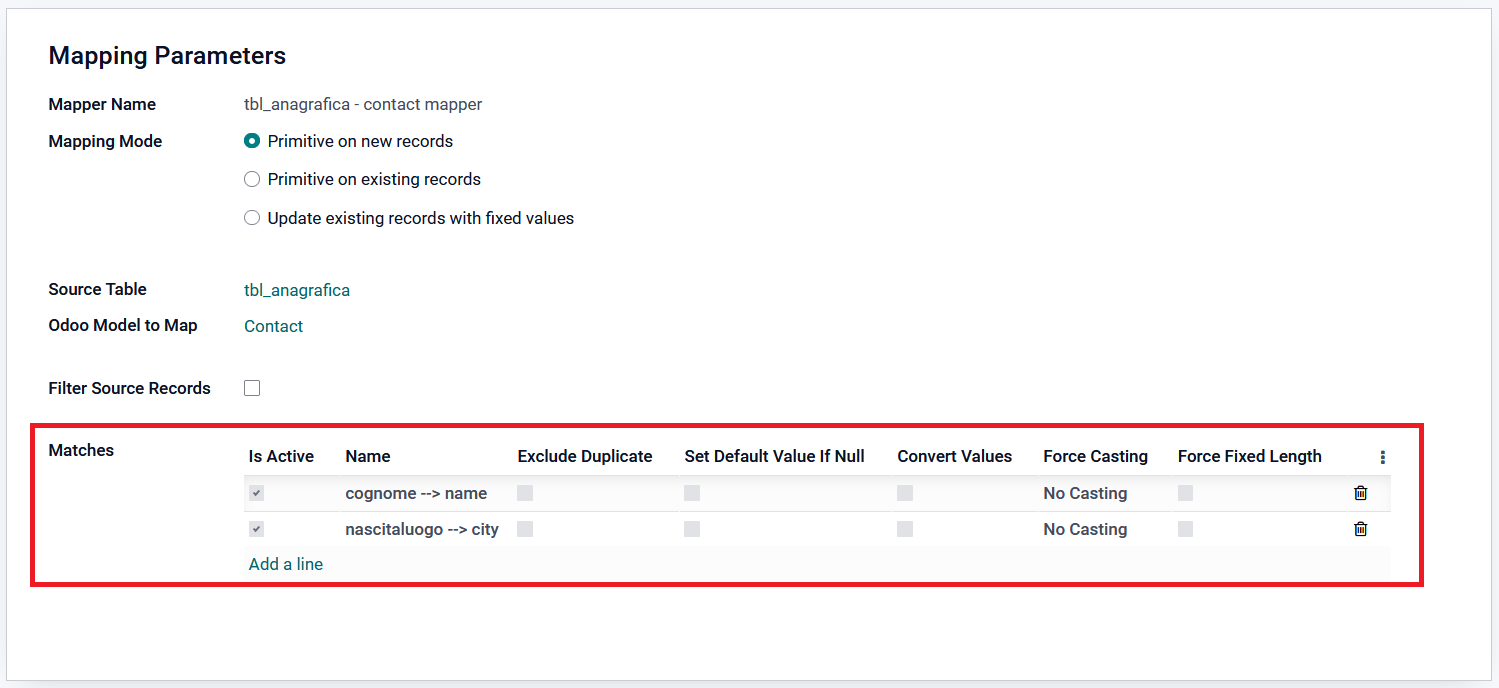 Mapping Parameters
Mapper Name tbl_anagrafica - contact mapper
Mapping Mode Primitive on new records
Primitive on existing records
Update existing records with fixed values
Source Table tbl_anagrafica
Odoo Model to Map Contact
Filter Source Records
Matches Is Active Name Exclude Duplicate Set Default Value If Null Convert Values Force Casting Force Fixed Length
cognome --> name No Casting
nascitaluogo --> city No Casting
Add a line